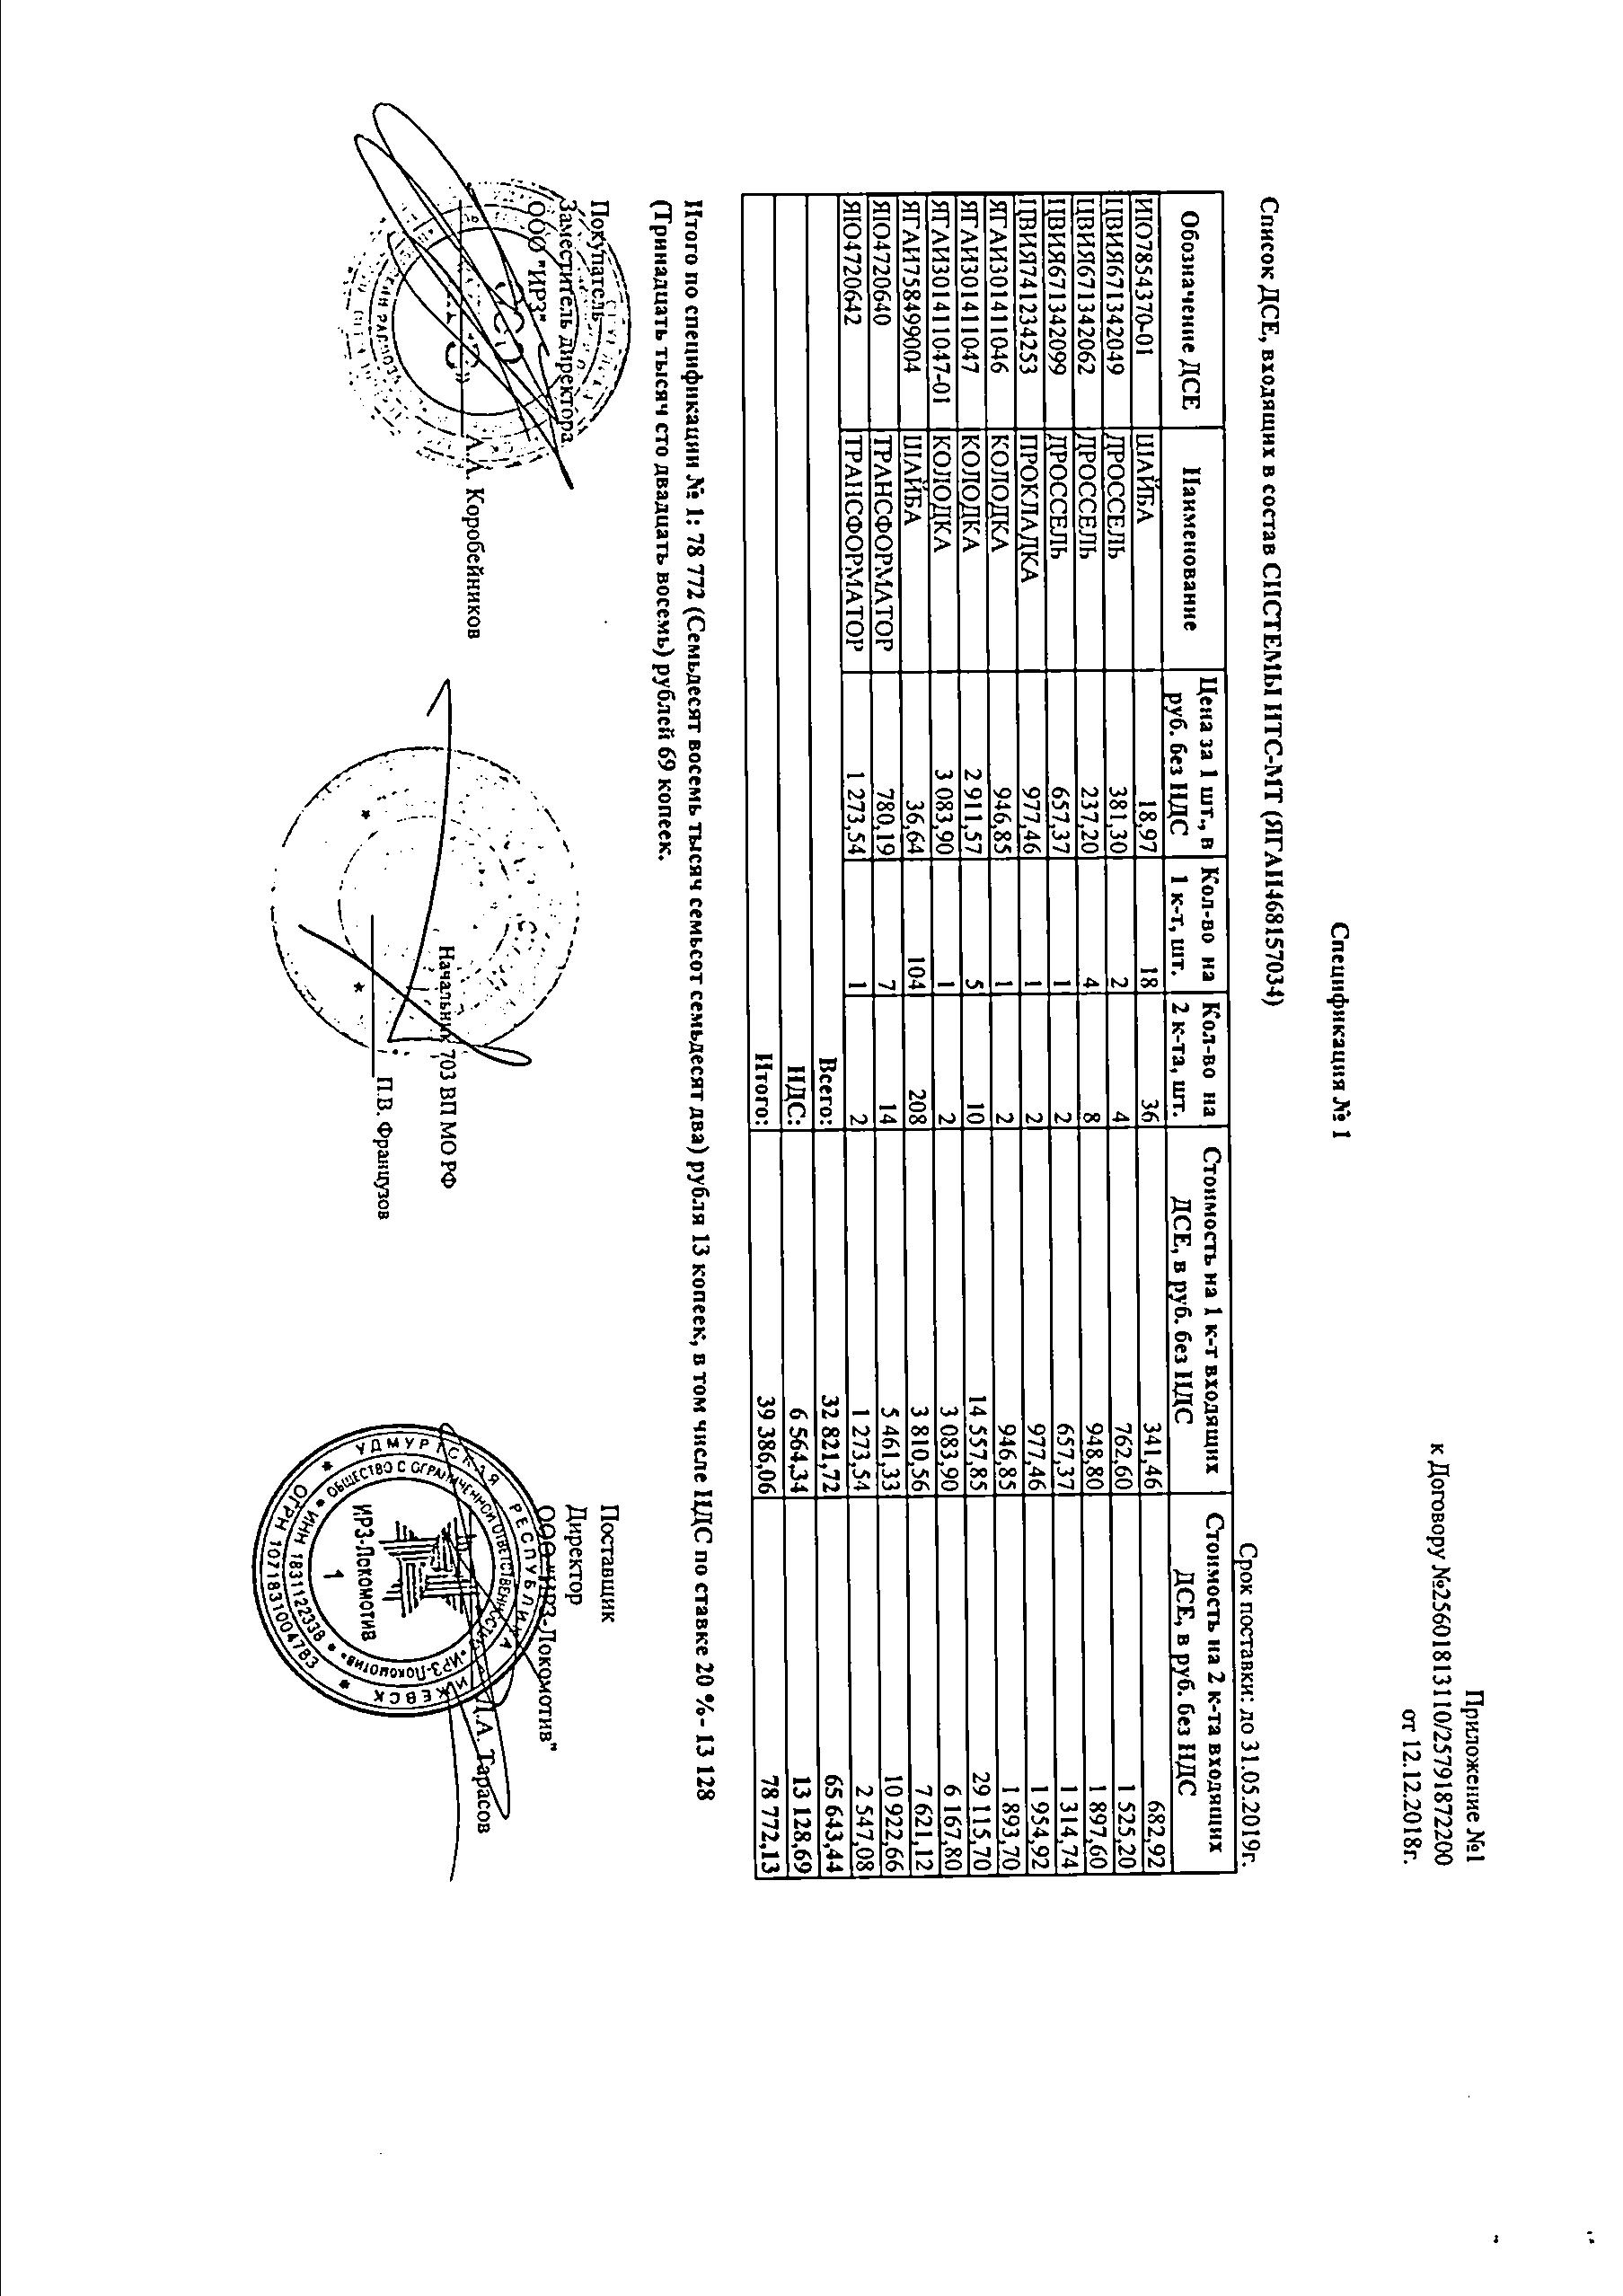 Приложение №1
к Договору №2560181З110/2579187220О
от 12.12.2018г.
Спецификация № 1
Список ДСЕ, входящих в состав СИСТЕМЫ ИТС-МТ (ЯГАИ468157034)
Срок поставки: до 31.05.2019г.
Обозначение ДСЕ Наименование Цена за 1 шт., в руб. без НДС Кол-во на 1 к-т, шт. Кол-во на 2 к-та, шт. Стоимость на 1 к-т входящих ДСЕ, в руб. без НДС Стоимость на 2 к-та входящих ДСЕ, в руб. без НДС
ИЮ7854370-01 ШАЙБА 18,97 18 36 341,46 682,92
ЦВИЯ671342049 ДРОССЕЛЬ 381,30 2 4 762,60 1 525,20
ЦВИЯ671342062 ДРОССЕЛЬ 237,20 4 8 948,80 1 897,60
ЦВИЯ671342099 ДРОССЕЛЬ 657,37 1 2 657,37 1 314,74
ЦВИЯ741234253 ПРОКЛАДКА 977,46 1 2 977,46 1 954,92
ЯГАИ301411046 КОЛОДКА 946,85 1 2 946,85 1 893,70
ЯГАИ301411047 КОЛОДКА 2 911,57 5 10 14 557,85 29 115,70
ЯГАИ301411047-01 КОЛОДКА 3 083,90 1 2 3 083,90 6 167,80
ЯГАИ758499004 ШАЙБА 36,64 104 208 3 810,56 7 621,12
ЯЮ4720640 ТРАНСФОРМАТОР 780,19 7 14 5 461,33 10 922,66
ЯЮ4720642 ТРАНСФОРМАТОР 1 273,54 1 2 1 273,54 2 547,08
Всего: 32 821,72 65 643,44
НДС: 6 564,34 13 128,69
Итого: 39 386,06 78 772,13
Итого по спецификации № 1: 78 772 (Семьдесят восемь тысяч семьсот семьдесят два) рубля 13 копеек, в том числе НДС по ставке 20 %- 13 128
(Тринадцать тысяч сто двадцать восемь) рублей 69 копеек.
Покупатель
Заместитель директора
ООО "ИРЗ"
А.А. Коробейников
Начальник 703 ВП МО РФ
П.В. Французов
Поставщик
Директор
ООО "ИРЗ-Локомотив"
Д.А. Тарасов
УДМУРТСКАЯ РЕСПУБЛИКА * ИЖЕВСК * ОГРН 1071831004783 *
ОБЩЕСТВО С ОГРАНИЧЕННОЙ ОТВЕТСТВЕННОСТЬЮ «ИРЗ-Локомотив» * ИНН 1831122338 *
ИРЗ-Локомотив
1